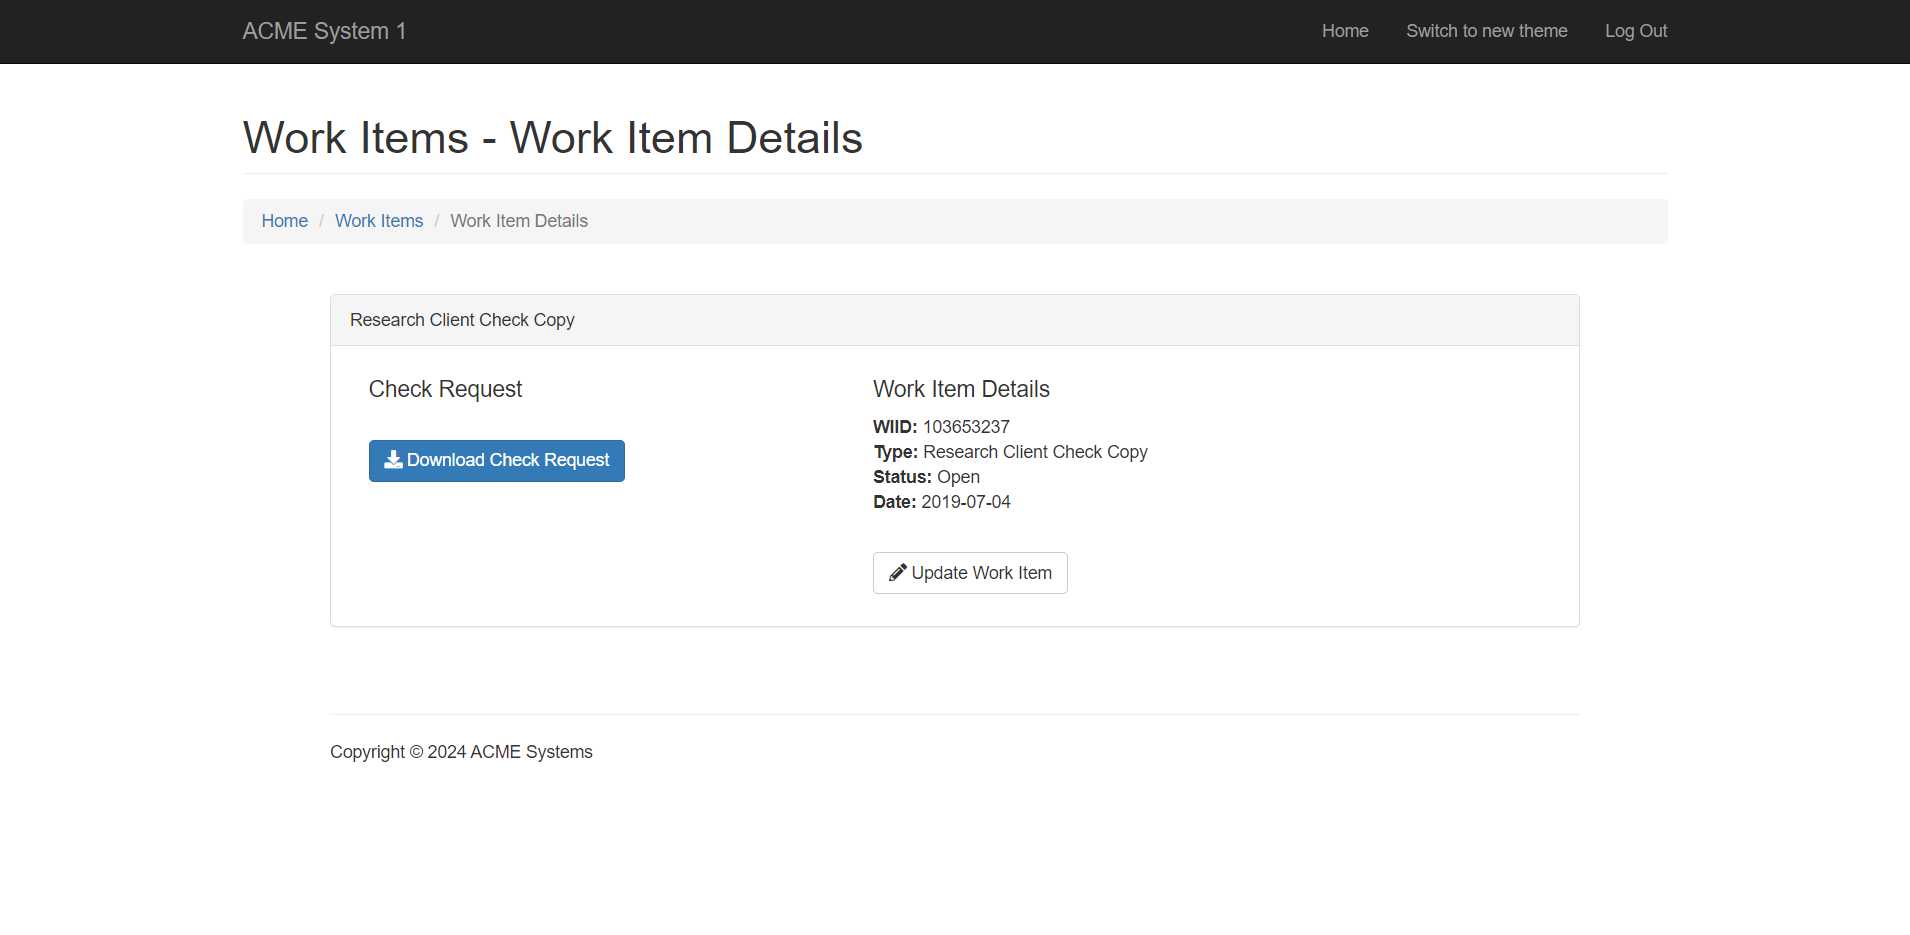 ACME System 1
Home
Switch to new theme
Log Out
Work Items - Work Item Details
Home / Work Items / Work Item Details
Research Client Check Copy
Check Request
Download Check Request
Work Item Details
WIID: 103653237
Type: Research Client Check Copy
Status: Open
Date: 2019-07-04
Update Work Item
Copyright © 2024 ACME Systems